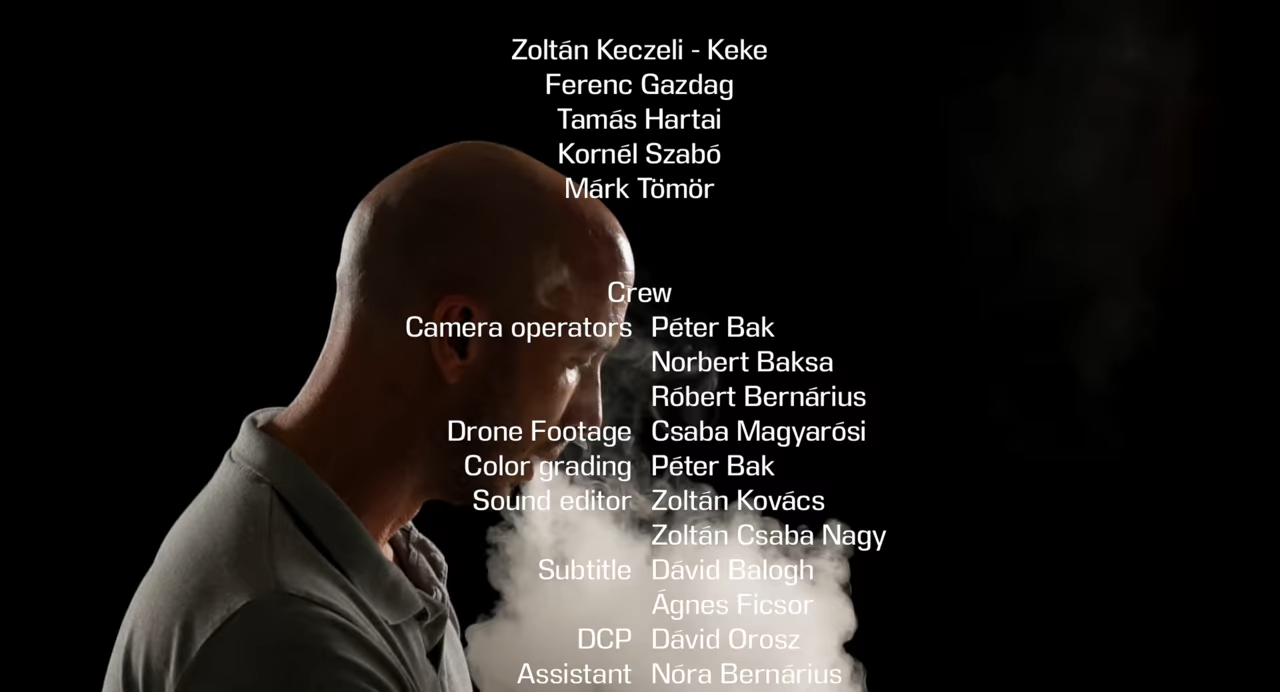 Zoltán Keczeli - Keke
Ferenc Gazdag
Tamás Hartai
Kornél Szabó
Márk Tömör
Crew
Camera operators Péter Bak
Norbert Baksa
Róbert Bernárius
Drone Footage Csaba Magyarósi
Color grading Péter Bak
Sound editor Zoltán Kovács
Zoltán Csaba Nagy
Subtitle Dávid Balogh
Ágnes Ficsor
DCP Dávid Orosz
Assistant Nóra Bernárius